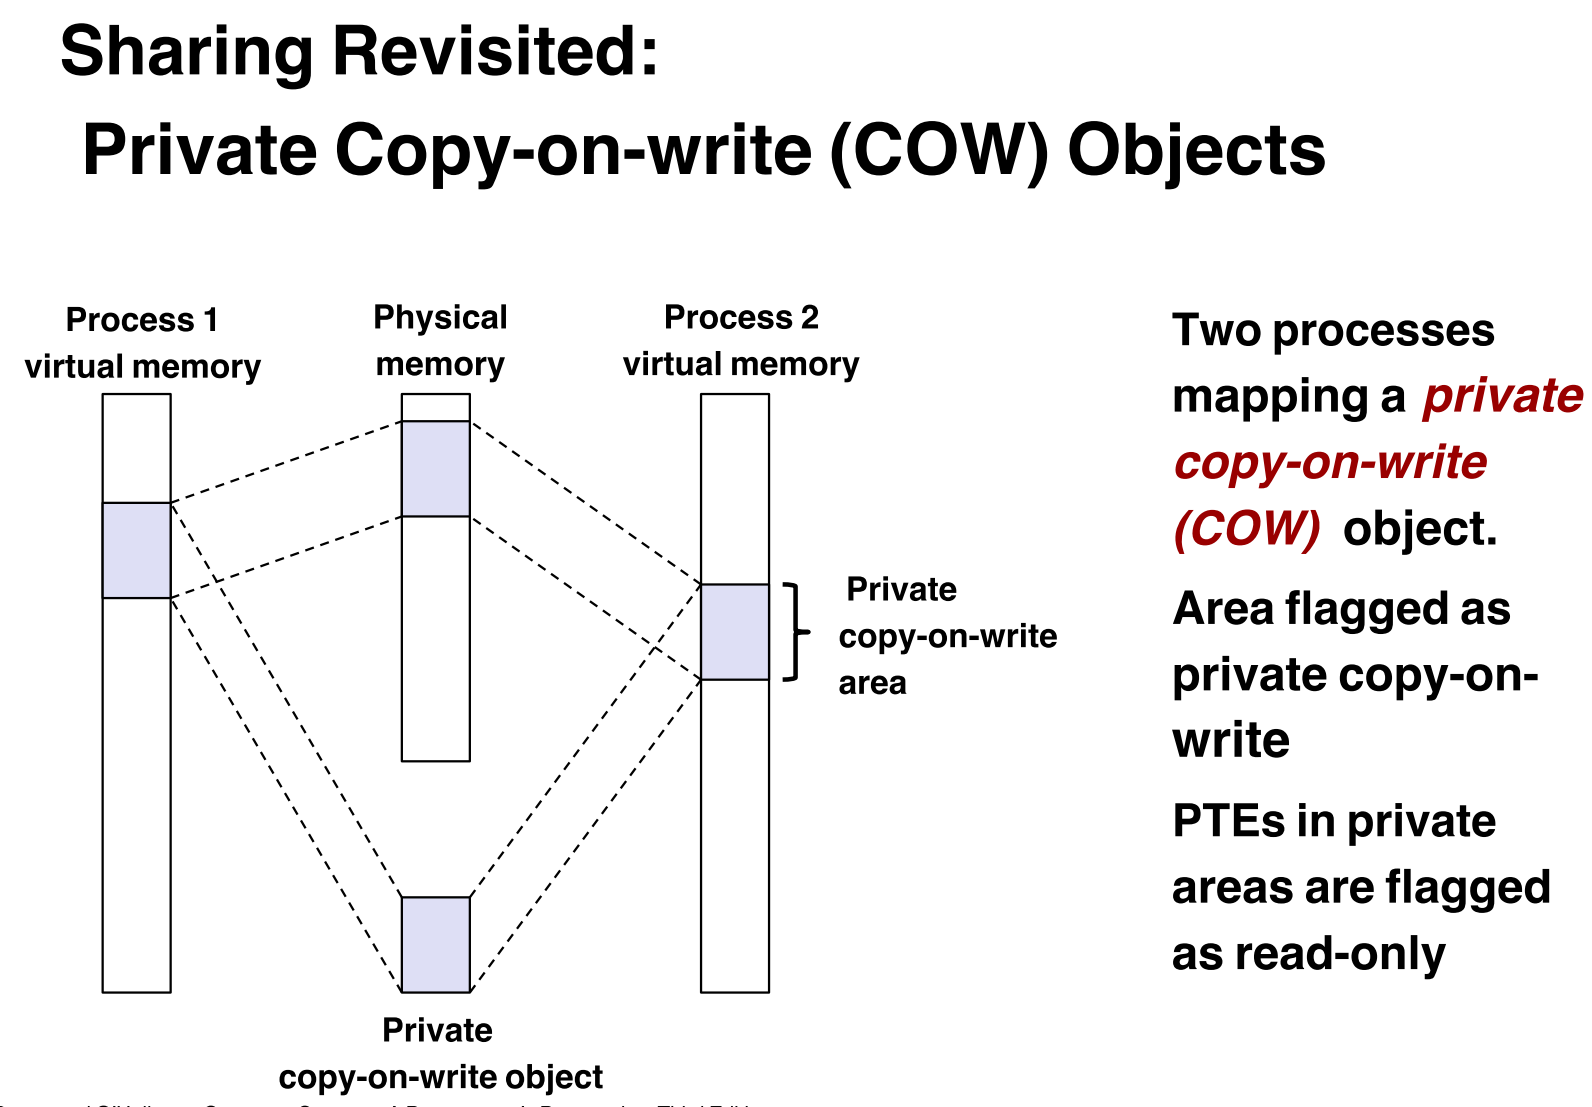 Sharing Revisited:
Private Copy-on-write (COW) Objects
Process 1
virtual memory
Physical
memory
Process 2
virtual memory
Private
copy-on-write
area
Private
copy-on-write object
Two processes
mapping a private
copy-on-write
(COW) object.
Area flagged as
private copy-on-
write
PTEs in private
areas are flagged
as read-only